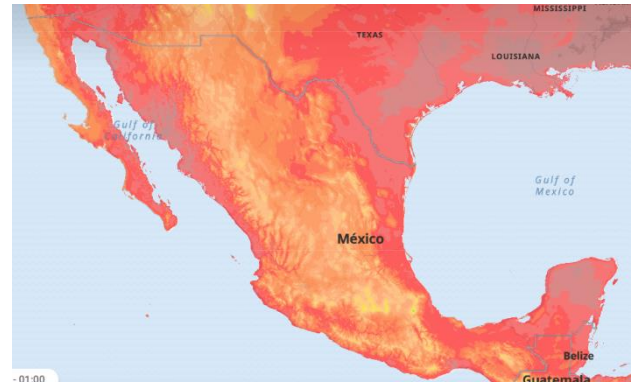 MISSISSIPPI
TEXAS
LOUISIANA
Gulf of
California
Gulf of
Mexico
México
Belize
Guatemala
- 01:00